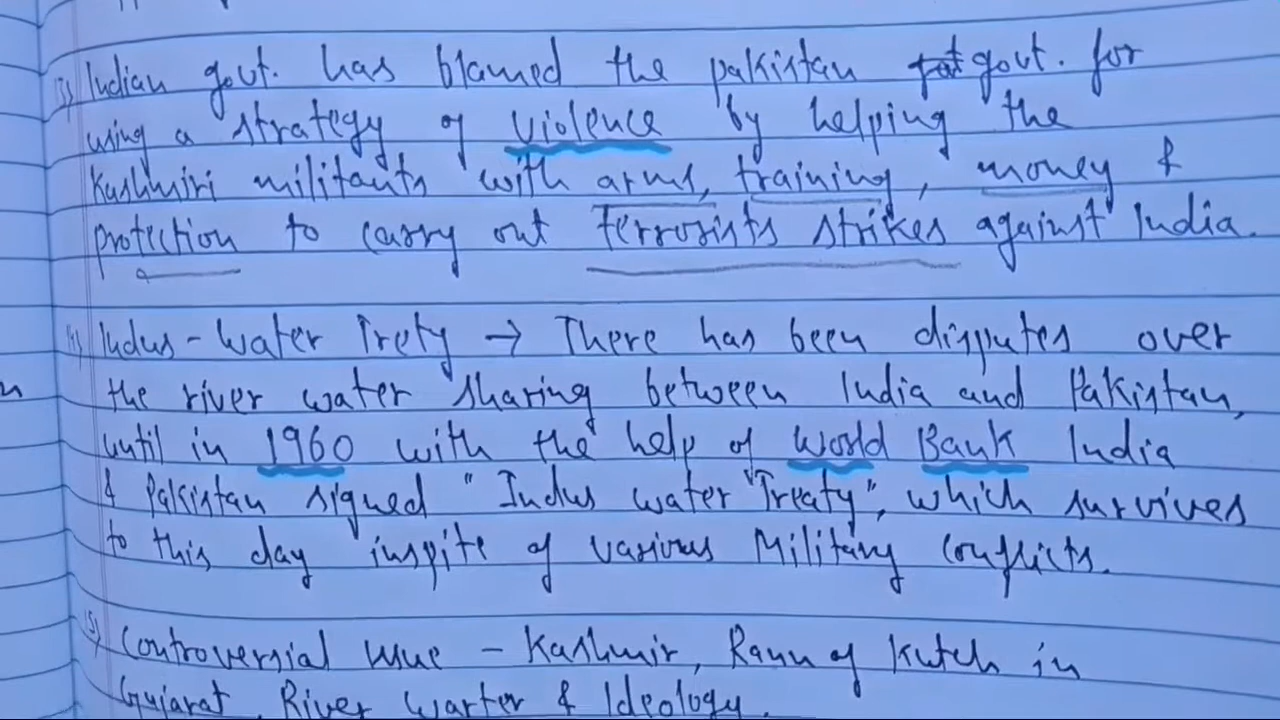 3) Indian govt. has blamed the pakistan govt. for
using a strategy of violence by helping the
Kashmiri militants with arms, training, money &
protection to carry out terrorists strikes against India.
4) Indus-Water Trety → There has been disputes over
the river water sharing between India and Pakistan,
until in 1960 with the help of World Bank India
& Pakistan signed "Indus water "Treaty", which survives
to this day inspite of various Military conflicts.
5) Controversial issue - Kashmir, Rann of Kutch in
Gujarat, River Warter & Ideology.